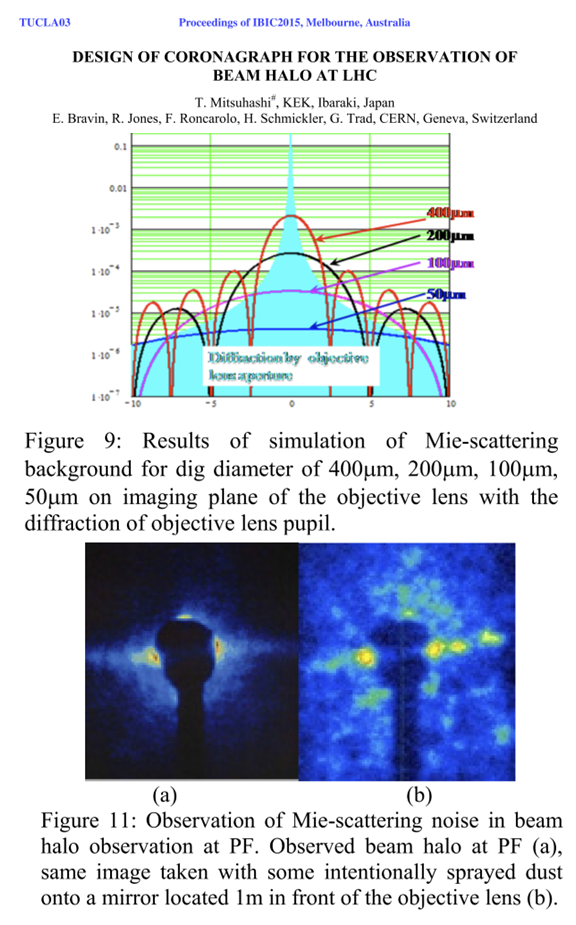 TUCLA03
Proceedings of IBIC2015, Melbourne, Australia
DESIGN OF CORONAGRAPH FOR THE OBSERVATION OF
BEAM HALO AT LHC
T. Mitsuhashi#, KEK, Ibaraki, Japan
E. Bravin, R. Jones, F. Roncarolo, H. Schmickler, G. Trad, CERN, Geneva, Switzerland
0.1
0.01
1·10⁻³
1·10⁻⁴
1·10⁻⁵
1·10⁻⁶
1·10⁻⁷
400μm
200μm
100μm
50μm
Diffraction by objective
lens aperture
−10
−5
0
5
10
Figure 9: Results of simulation of Mie-scattering
background for dig diameter of 400μm, 200μm, 100μm,
50μm on imaging plane of the objective lens with the
diffraction of objective lens pupil.
(a)
(b)
Figure 11: Observation of Mie-scattering noise in beam
halo observation at PF. Observed beam halo at PF (a),
same image taken with some intentionally sprayed dust
onto a mirror located 1m in front of the objective lens (b).